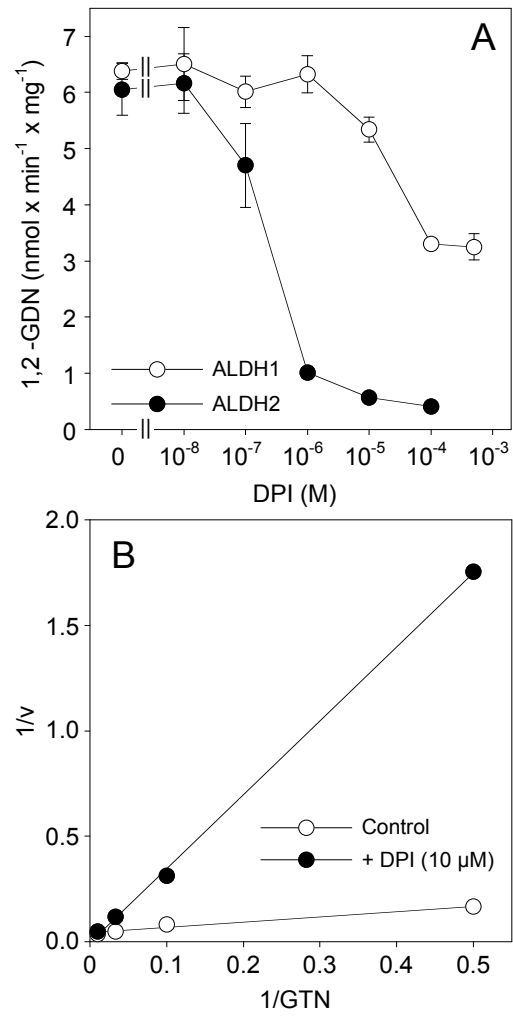 A
1,2 -GDN (nmol x min⁻¹ x mg⁻¹)
7
6
5
4
3
2
1
0
ALDH1
ALDH2
0 10⁻⁸ 10⁻⁷ 10⁻⁶ 10⁻⁵ 10⁻⁴ 10⁻³
DPI (M)
B
1/v
2.0
1.5
1.0
0.5
0.0
Control
+ DPI (10 µM)
0 0.1 0.2 0.3 0.4 0.5
1/GTN